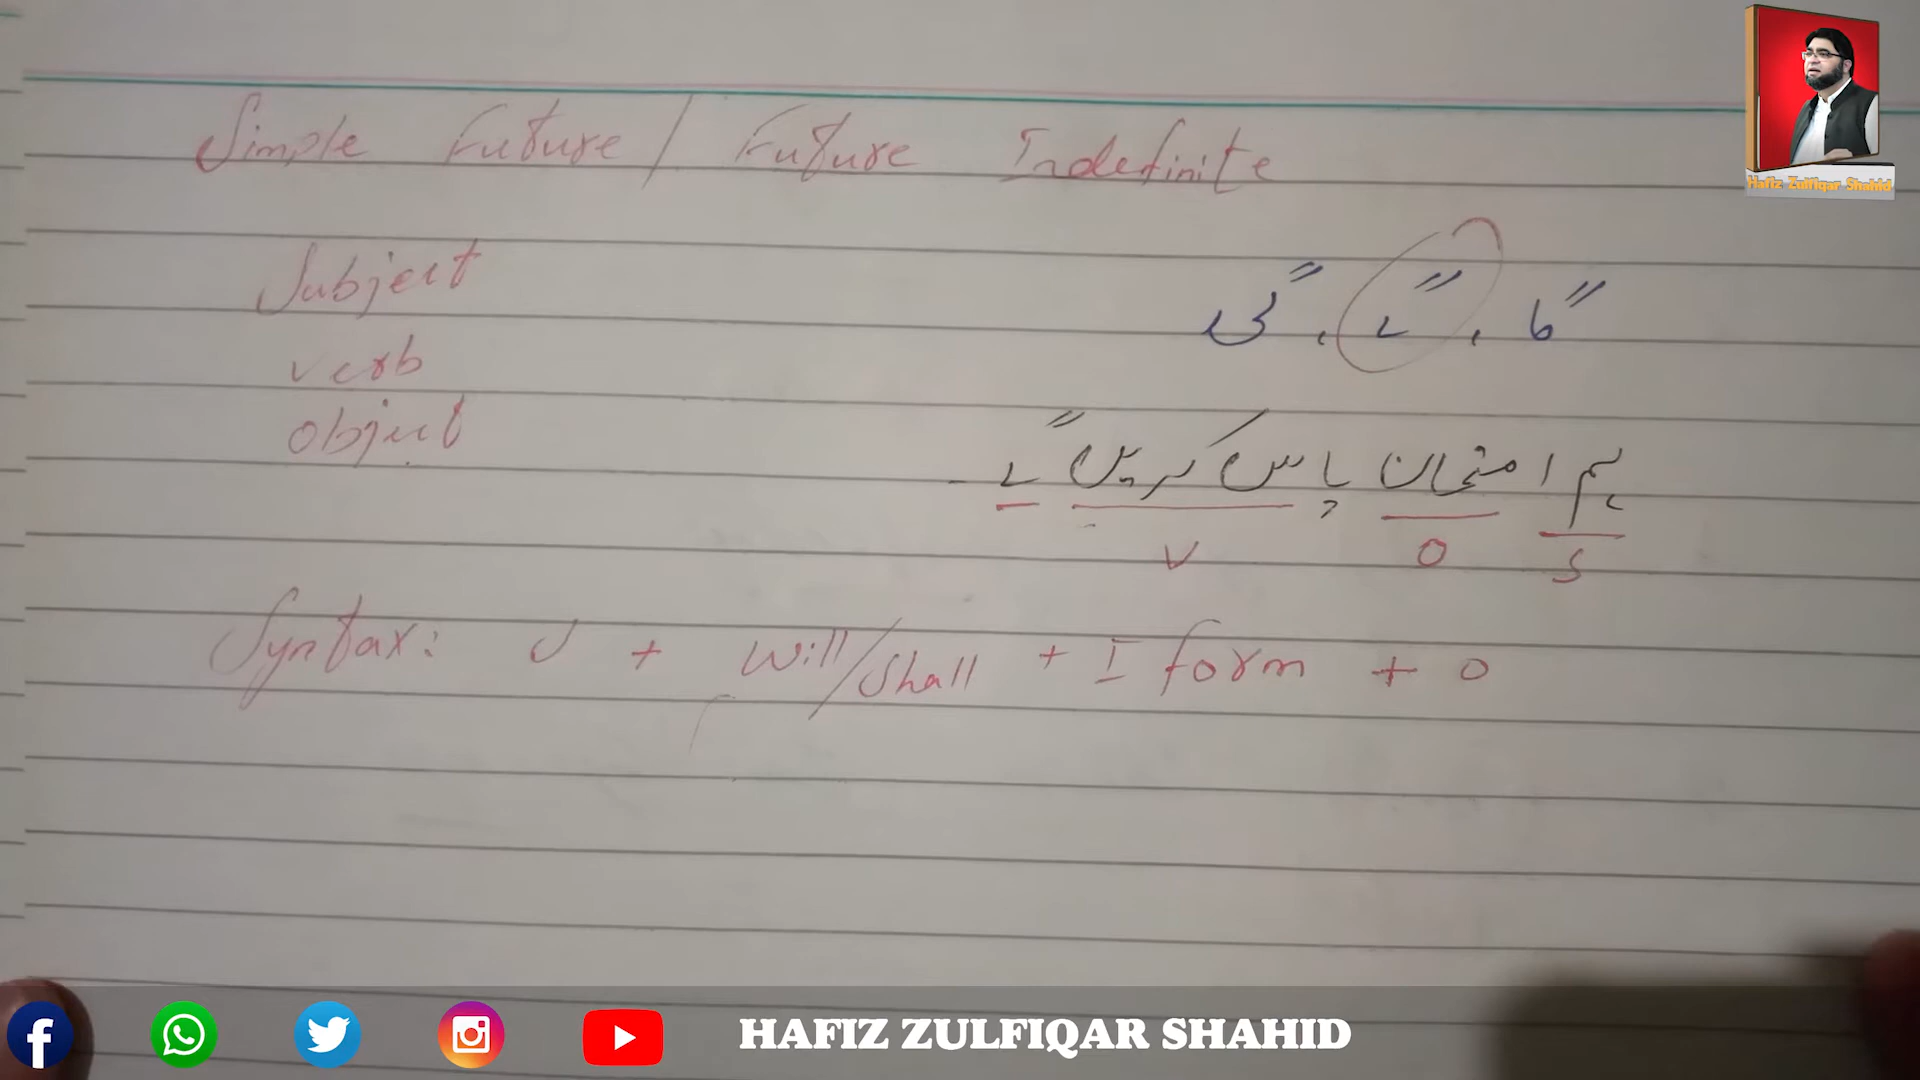 Simple Future / Future Indefinite
Subject
verb
object
گا ، گے ، گی
ہم امتحان پاس کریں گے ۔
S O V
Syntax: S + Will/Shall + I form + O
Hafiz Zulfiqar Shahid
HAFIZ ZULFIQAR SHAHID